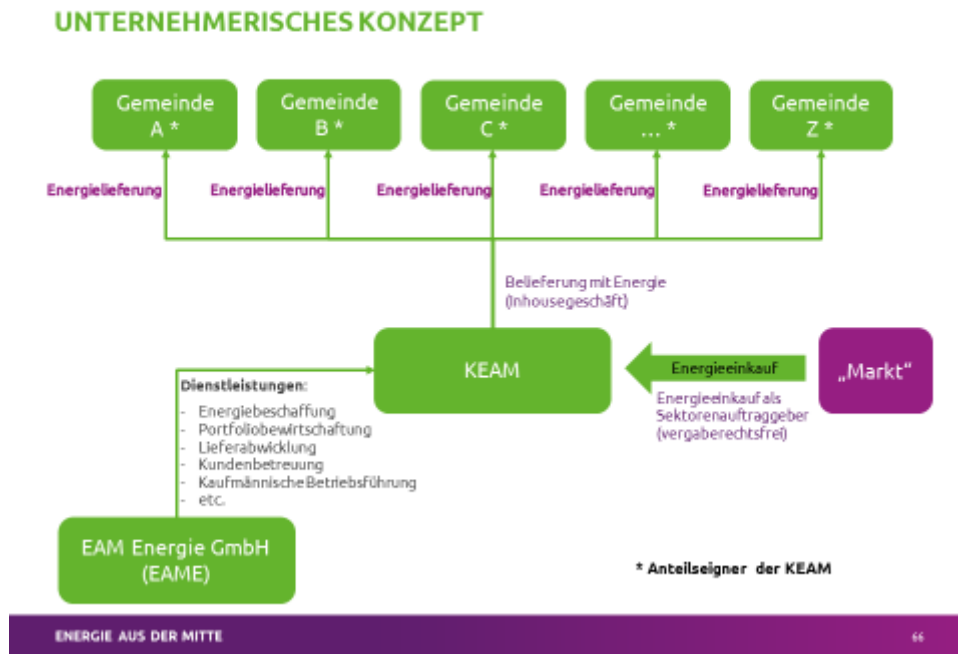 UNTERNEHMERISCHES KONZEPT
Gemeinde
A *
Gemeinde
B *
Gemeinde
C *
Gemeinde
... *
Gemeinde
Z *
Energielieferung
Energielieferung
Energielieferung
Energielieferung
Energielieferung
Belieferung mit Energie
(Inhousegeschäft)
KEAM
Energieeinkauf
„Markt“
Energieeinkauf als
Sektorenauftraggeber
(vergaberechtsfrei)
Dienstleistungen:
- Energiebeschaffung
- Portfoliobewirtschaftung
- Lieferabwicklung
- Kundenbetreuung
- Kaufmännische Betriebsführung
- etc.
EAM Energie GmbH
(EAME)
* Anteilseigner der KEAM
ENERGIE AUS DER MITTE
66